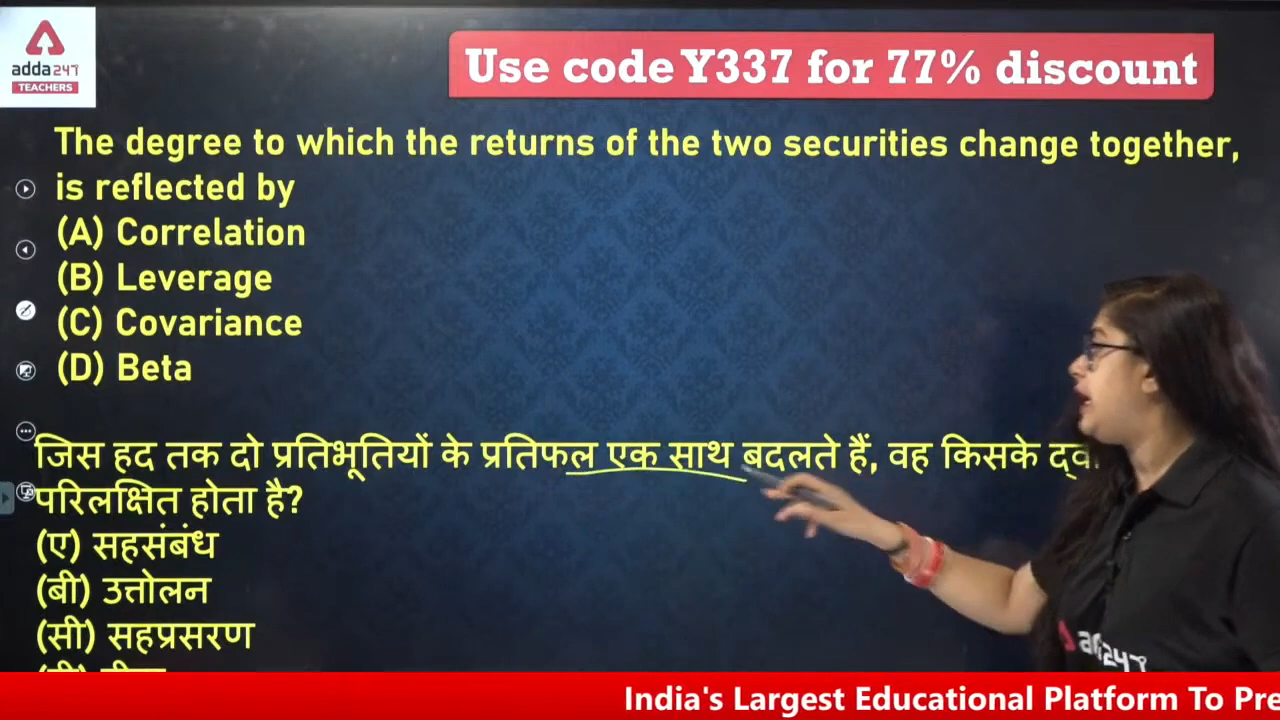 adda247
TEACHERS
Use code Y337 for 77% discount
The degree to which the returns of the two securities change together,
is reflected by
(A) Correlation
(B) Leverage
(C) Covariance
(D) Beta
जिस हद तक दो प्रतिभूतियों के प्रतिफल एक साथ बदलते हैं, वह किसके
परिलक्षित होता है?
(ए) सहसंबंध
(बी) उत्तोलन
(सी) सहप्रसरण
India's Largest Educational Platform To Pre